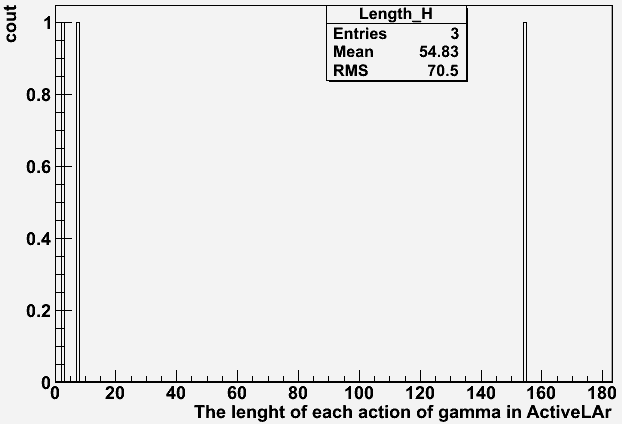 Length_H
Entries 3
Mean 54.83
RMS 70.5
cout
1
0.8
0.6
0.4
0.2
0
0 20 40 60 80 100 120 140 160 180
The lenght of each action of gamma in ActiveLAr